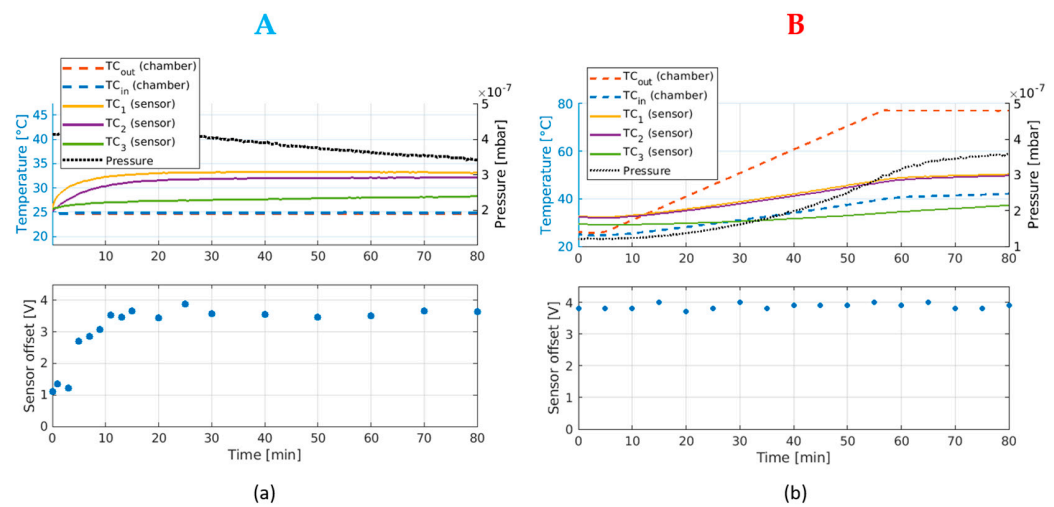 A
B
TCout (chamber)
TCin (chamber)
TC1 (sensor)
TC2 (sensor)
TC3 (sensor)
Pressure
Temperature [°C]
45
40
35
30
25
20
×10-7
5
4
3
2
Pressure [mbar]
0 10 20 30 40 50 60 70 80
TCout (chamber)
TCin (chamber)
TC1 (sensor)
TC2 (sensor)
TC3 (sensor)
Pressure
Temperature [°C]
80
60
40
20
×10-7
5
4
3
2
1
Pressure [mbar]
0 10 20 30 40 50 60 70 80
Sensor offset [V]
4
3
2
1
0
0 10 20 30 40 50 60 70 80
Time [min]
Sensor offset [V]
4
3
2
1
0
0 10 20 30 40 50 60 70 80
Time [min]
(a)
(b)